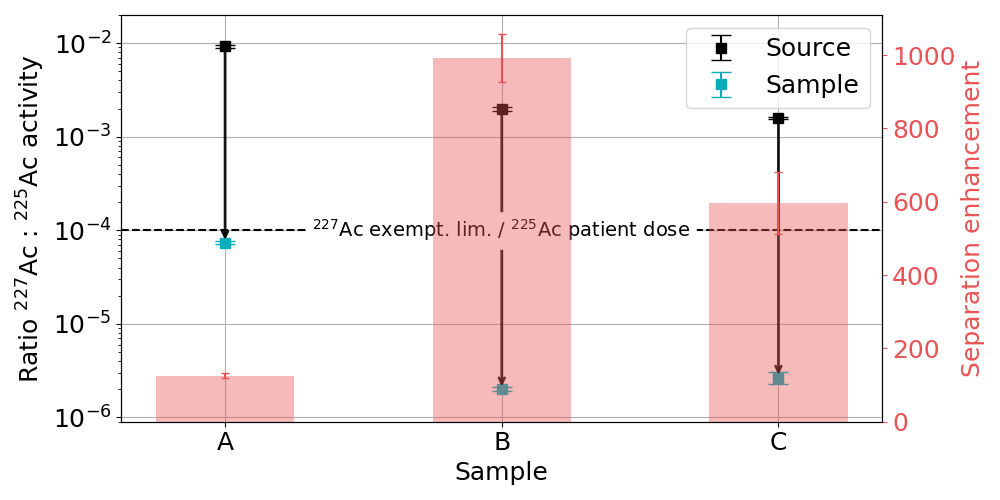 Ratio ²²⁷Ac : ²²⁵Ac activity
10⁻²
10⁻³
10⁻⁴
10⁻⁵
10⁻⁶
Source
Sample
²²⁷Ac exempt. lim. / ²²⁵Ac patient dose
1000
800
600
400
200
0
Separation enhancement
A B C
Sample